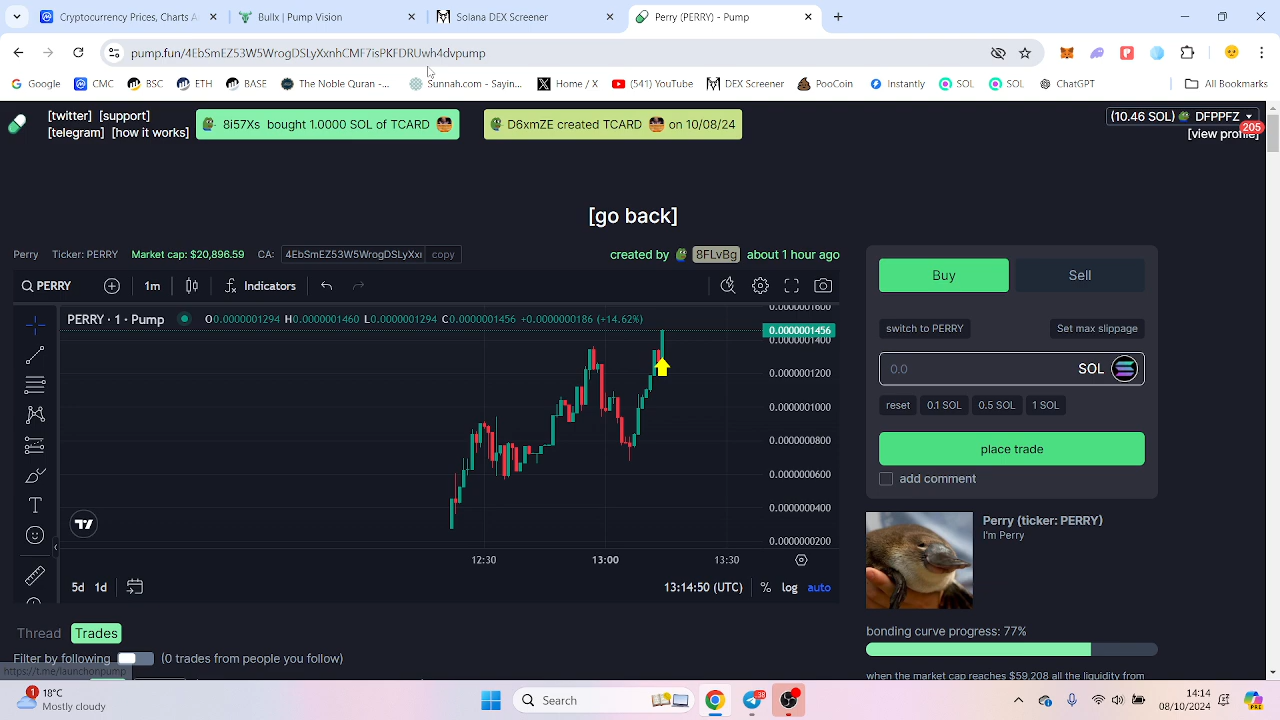 Cryptocurrency Prices, Charts A
BullX | Pump Vision
Solana DEX Screener
Perry (PERRY) - Pump
pump.fun/4EbSmEZ53W5WrogDSLyXxnhCMF7isPKFDRUwh4dvpump
Google
CMC
BSC
ETH
BASE
The Noble Quran - ...
Sunnah.com - Sayin...
Home / X
(541) YouTube
DEX Screener
PooCoin
Instantly
SOL
SOL
ChatGPT
All Bookmarks
[twitter] [support]
[telegram] [how it works]
8i57Xs bought 1.0000 SOL of TCARD
D6xmZE created TCARD on 10/08/24
(10.46 SOL) DFPPFZ
205
[view profile]
[go back]
Perry Ticker: PERRY Market cap: $20,896.59 CA: 4EbSmEZ53W5WrogDSLyXxi copy
created by 8FLvBg about 1 hour ago
PERRY
1m
Indicators
PERRY · 1 · Pump O0.0000001294 H0.0000001460 L0.0000001294 C0.0000001456 +0.0000000186 (+14.62%)
0.0000001600
0.0000001456
0.0000001400
0.0000001200
0.0000001000
0.0000000800
0.0000000600
0.0000000400
0.0000000200
12:30
13:00
13:30
5d 1d
13:14:50 (UTC)
% log auto
Buy
Sell
switch to PERRY
Set max slippage
0.0
SOL
reset
0.1 SOL
0.5 SOL
1 SOL
place trade
add comment
Perry (ticker: PERRY)
I'm Perry
bonding curve progress: 77%
when the market cap reaches $59,208 all the liquidity from
Thread Trades
Filter by following (0 trades from people you follow)
https://t.me/launchonpump
1
18°C
Mostly cloudy
Search
38
14:14
08/10/2024
PRE